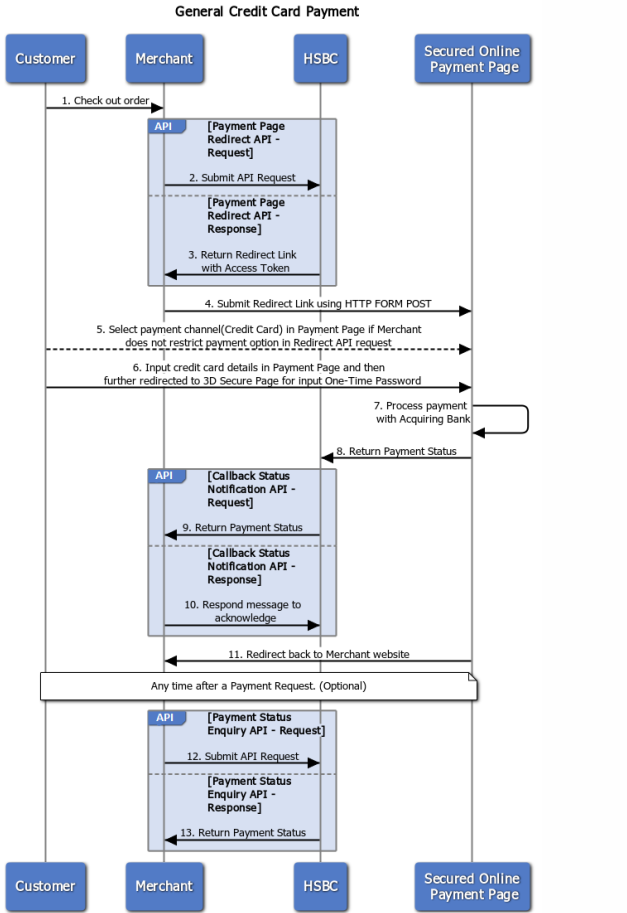 General Credit Card Payment
Customer
Merchant
HSBC
Secured Online
Payment Page
1. Check out order
API
[Payment Page
Redirect API -
Request]
2. Submit API Request
[Payment Page
Redirect API -
Response]
3. Return Redirect Link
with Access Token
4. Submit Redirect Link using HTTP FORM POST
5. Select payment channel(Credit Card) in Payment Page if Merchant
does not restrict payment option in Redirect API request
6. Input credit card details in Payment Page and then
further redirected to 3D Secure Page for input One-Time Password
7. Process payment
with Acquiring Bank
8. Return Payment Status
API
[Callback Status
Notification API -
Request]
9. Return Payment Status
[Callback Status
Notification API -
Response]
10. Respond message to
acknowledge
11. Redirect back to Merchant website
Any time after a Payment Request. (Optional)
API
[Payment Status
Enquiry API - Request]
12. Submit API Request
[Payment Status
Enquiry API -
Response]
13. Return Payment Status
Customer
Merchant
HSBC
Secured Online
Payment Page